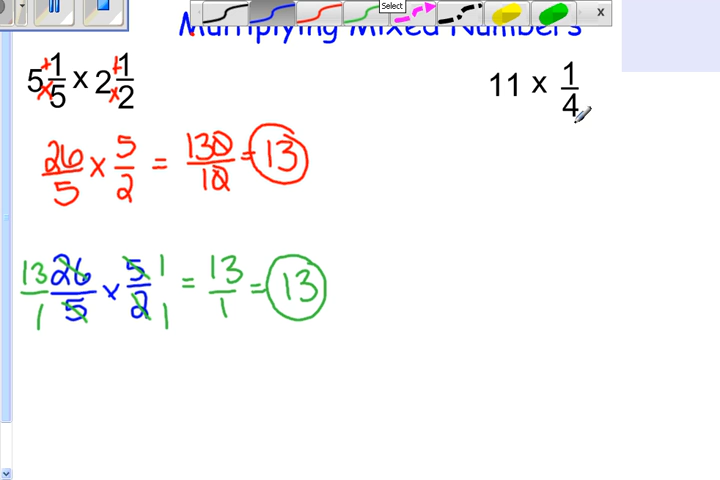 Select
Multiplying Mixed Numbers
5 1/5 x 2 1/2
+ +
x x
26/5 x 5/2 = 130/10 = 13
13/1 26/5 x 5/2 1/1 = 13/1 = 13
11 x 1/4
x